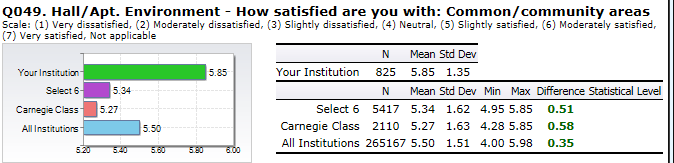 Q049. Hall/Apt. Environment - How satisfied are you with: Common/community areas
Scale: (1) Very dissatisfied, (2) Moderately dissatisfied, (3) Slightly dissatisfied, (4) Neutral, (5) Slightly satisfied, (6) Moderately satisfied,
(7) Very satisfied, Not applicable
Your Institution 5.85
Select 6 5.34
Carnegie Class 5.27
All Institutions 5.50
5.20 5.40 5.60 5.80 6.00
N Mean Std Dev
Your Institution 825 5.85 1.35
N Mean Std Dev Min Max Difference Statistical Level
Select 6 5417 5.34 1.62 4.95 5.85 0.51
Carnegie Class 2110 5.27 1.63 4.28 5.85 0.58
All Institutions 265167 5.50 1.51 4.00 5.98 0.35